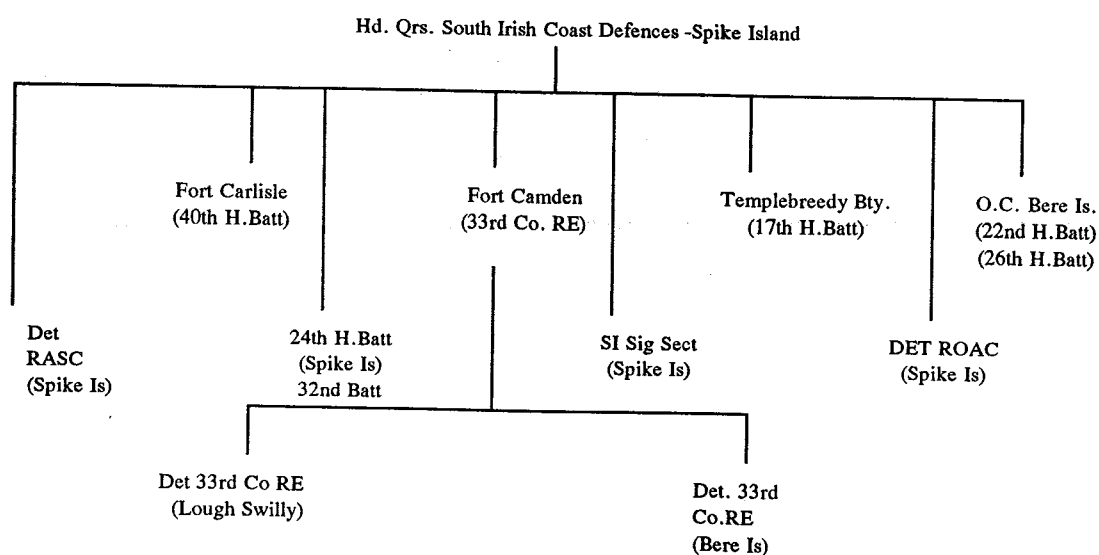 Hd. Qrs. South Irish Coast Defences -Spike Island
Fort Carlisle
(40th H.Batt)
Fort Camden
(33rd Co. RE)
Templebreedy Bty.
(17th H.Batt)
O.C. Bere Is.
(22nd H.Batt)
(26th H.Batt)
Det
RASC
(Spike Is)
24th H.Batt
(Spike Is)
32nd Batt
SI Sig Sect
(Spike Is)
DET ROAC
(Spike Is)
Det 33rd Co RE
(Lough Swilly)
Det. 33rd
Co.RE
(Bere Is)